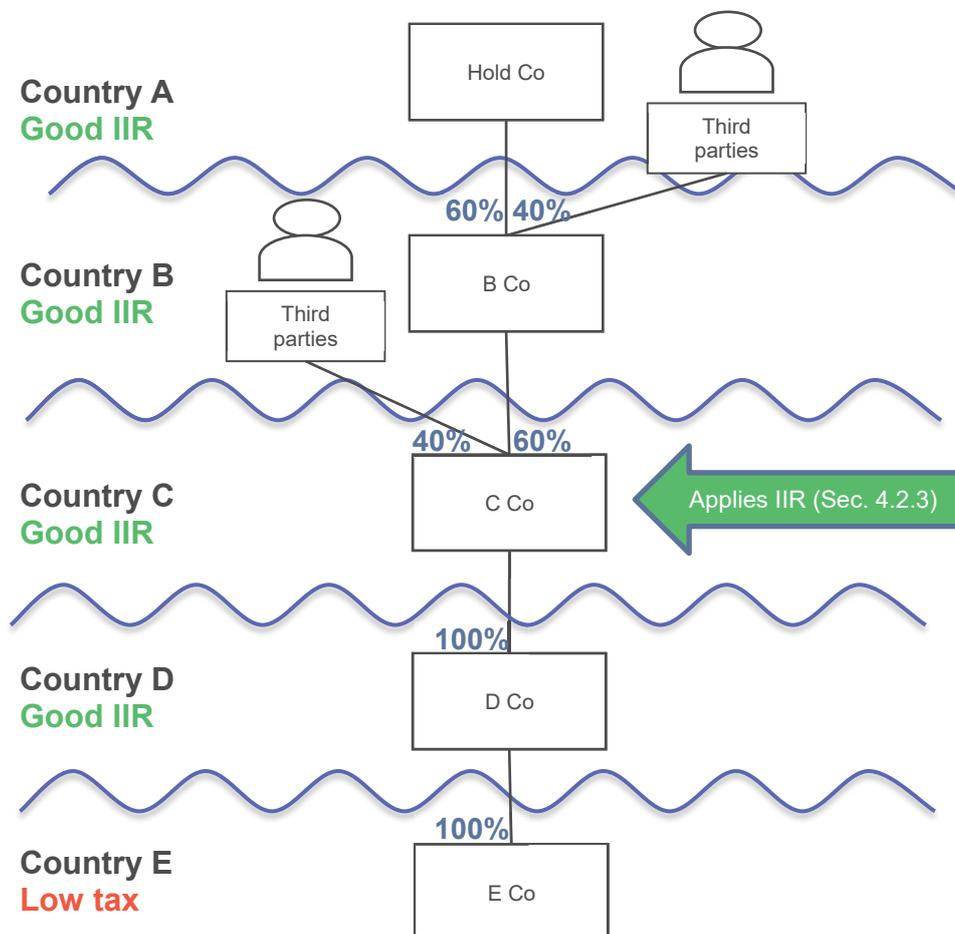 Hold Co
Country A
Good IIR
Third
parties
60% 40%
Country B
Good IIR
B Co
Third
parties
40% 60%
Country C
Good IIR
C Co
Applies IIR (Sec. 4.2.3)
100%
Country D
Good IIR
D Co
100%
Country E
Low tax
E Co